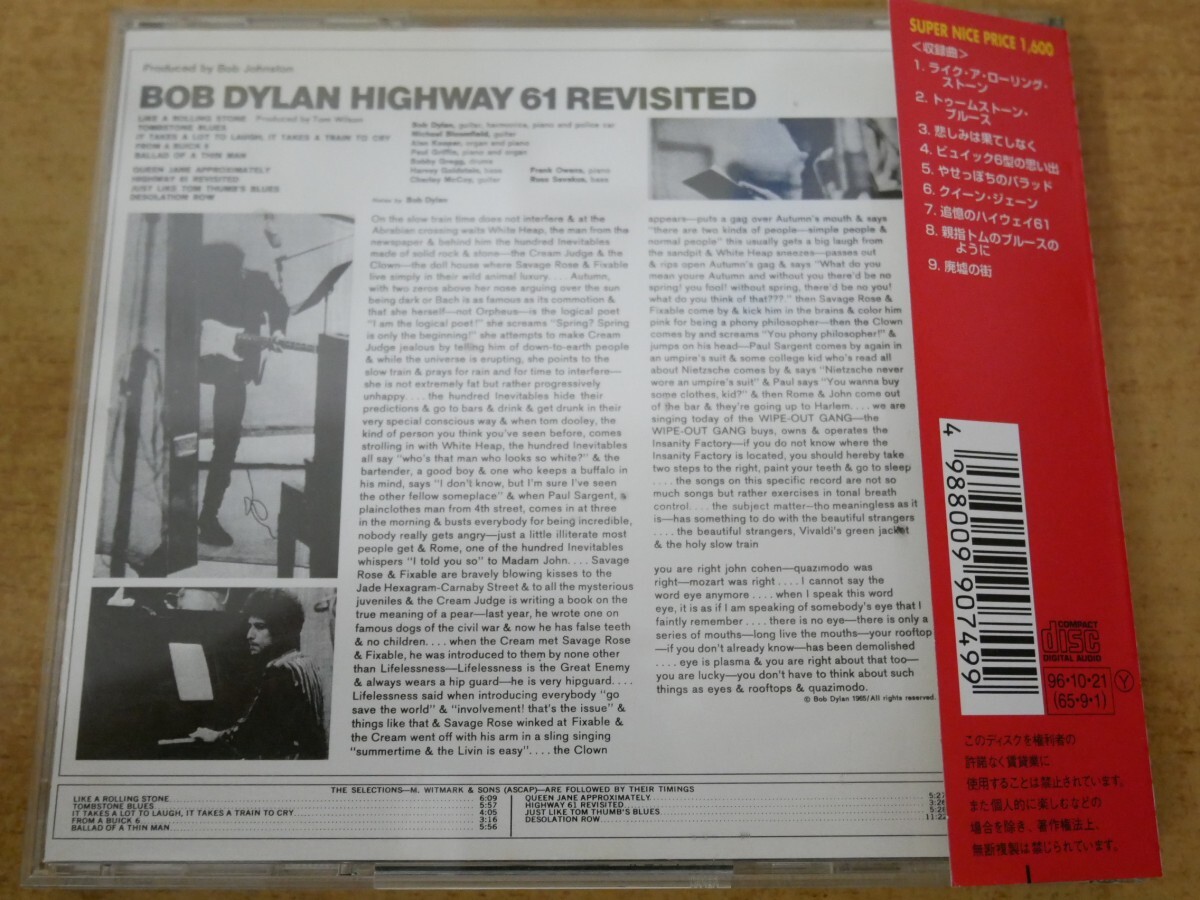 Produced by Bob Johnston
BOB DYLAN HIGHWAY 61 REVISITED
LIKE A ROLLING STONE Produced by Tom Wilson
TOMBSTONE BLUES
IT TAKES A LOT TO LAUGH, IT TAKES A TRAIN TO CRY
FROM A BUICK 6
BALLAD OF A THIN MAN
QUEEN JANE APPROXIMATELY
HIGHWAY 61 REVISITED
JUST LIKE TOM THUMB'S BLUES
DESOLATION ROW
Bob Dylan, guitar, harmonica, piano and police car
Michael Bloomfield, guitar
Alan Kooper, organ and piano
Paul Griffin, piano and organ
Bobby Gregg, drums
Harvey Goldstein, bass
Charley McCoy, guitar
Frank Owens, piano
Russ Savakus, bass
Notes by Bob Dylan
On the slow train time does not interfere & at the
Abrabian crossing waits White Heap, the man from the
newspaper & behind him the hundred Inevitables
made of solid rock & stone—the Cream Judge & the
Clown—the doll house where Savage Rose & Fixable
live simply in their wild animal luxury.... Autumn,
with two zeros above her nose arguing over the sun
being dark or Bach is as famous as its commotion &
that she herself—not Orpheus—is the logical poet
"I am the logical poet!" she screams "Spring? Spring
is only the beginning!" she attempts to make Cream
Judge jealous by telling him of down-to-earth people
& while the universe is erupting, she points to the
slow train & prays for rain and for time to interfere—
she is not extremely fat but rather progressively
unhappy.... the hundred Inevitables hide their
predictions & go to bars & drink & get drunk in their
very special conscious way & when tom dooley, the
kind of person you think you've seen before, comes
strolling in with White Heap, the hundred Inevitables
all say "who's that man who looks so white?" & the
bartender, a good boy & one who keeps a buffalo in
his mind, says "I don't know, but I'm sure I've seen
the other fellow someplace" & when Paul Sargent, a
plainclothes man from 4th street, comes in at three
in the morning & busts everybody for being incredible,
nobody really gets angry—just a little illiterate most
people get & Rome, one of the hundred Inevitables
whispers "I told you so" to Madam John.... Savage
Rose & Fixable are bravely blowing kisses to the
Jade Hexagram-Carnaby Street & to all the mysterious
juveniles & the Cream Judge is writing a book on the
true meaning of a pear—last year, he wrote one on
famous dogs of the civil war & now he has false teeth
& no children.... when the Cream met Savage Rose
& Fixable, he was introduced to them by none other
than Lifelessness—Lifelessness is the Great Enemy
& always wears a hip guard—he is very hipguard....
Lifelessness said when introducing everybody "go
save the world" & "involvement! that's the issue" &
things like that & Savage Rose winked at Fixable &
the Cream went off with his arm in a sling singing
"summertime & the Livin is easy".... the Clown
appears—puts a gag over Autumn's mouth & says
"there are two kinds of people—simple people &
normal people" this usually gets a big laugh from
the sandpit & White Heap sneezes—passes out
& rips open Autumn's gag & says "What do you
mean youre Autumn and without you there'd be no
spring! you fool! without spring, there'd be no you!
what do you think of that???." then Savage Rose &
Fixable come by & kick him in the brains & color him
pink for being a phony philosopher—then the Clown
comes by and screams "You phony philosopher!" &
jumps on his head—Paul Sargent comes by again in
an umpire's suit & some college kid who's read all
about Nietzsche comes by & says "Nietzsche never
wore an umpire's suit" & Paul says "You wanna buy
some clothes, kid?" & then Rome & John come out
of the bar & they're going up to Harlem.... we are
singing today of the WIPE-OUT GANG—the
WIPE-OUT GANG buys, owns & operates the
Insanity Factory—if you do not know where the
Insanity Factory is located, you should hereby take
two steps to the right, paint your teeth & go to sleep
.... the songs on this specific record are not so
much songs but rather exercises in tonal breath
control.... the subject matter—tho meaningless as it
is—has something to do with the beautiful strangers
.... the beautiful strangers, Vivaldi's green jacket
& the holy slow train
you are right john cohen—quazimodo was
right—mozart was right.... I cannot say the
word eye anymore.... when I speak this word
eye, it is as if I am speaking of somebody's eye that I
faintly remember.... there is no eye—there is only a
series of mouths—long live the mouths—your rooftop
—if you don't already know—has been demolished
.... eye is plasma & you are right about that too—
you are lucky—you don't have to think about such
things as eyes & rooftops & quazimodo.
© Bob Dylan 1965/All rights reserved.
THE SELECTIONS—M. WITMARK & SONS (ASCAP)—ARE FOLLOWED BY THEIR TIMINGS
LIKE A ROLLING STONE 6:09
TOMBSTONE BLUES 5:57
IT TAKES A LOT TO LAUGH, IT TAKES A TRAIN TO CRY 4:05
FROM A BUICK 6 3:16
BALLAD OF A THIN MAN 5:56
QUEEN JANE APPROXIMATELY 5:27
HIGHWAY 61 REVISITED 3:26
JUST LIKE TOM THUMB'S BLUES 5:26
DESOLATION ROW 11:22
SUPER NICE PRICE 1,600
<収録曲>
1. ライク・ア・ローリング・
ストーン
2. トゥームストーン・
ブルース
3. 悲しみは果てしなく
4. ビュイック6型の想い出
5. やせっぽちのバラッド
6. クイーン・ジェーン
7. 追憶のハイウェイ61
8. 親指トムのブルースの
ように
9. 廃墟の街
4 988009 907499
COMPACT
disc
DIGITAL AUDIO
96・10・21
(65・9・1)
Y
このディスクを権利者の
許諾なく賃貸業に
使用することは禁止されています。
また個人的に楽しむなどの
場合を除き、著作権法上、
無断複製は禁じられています。